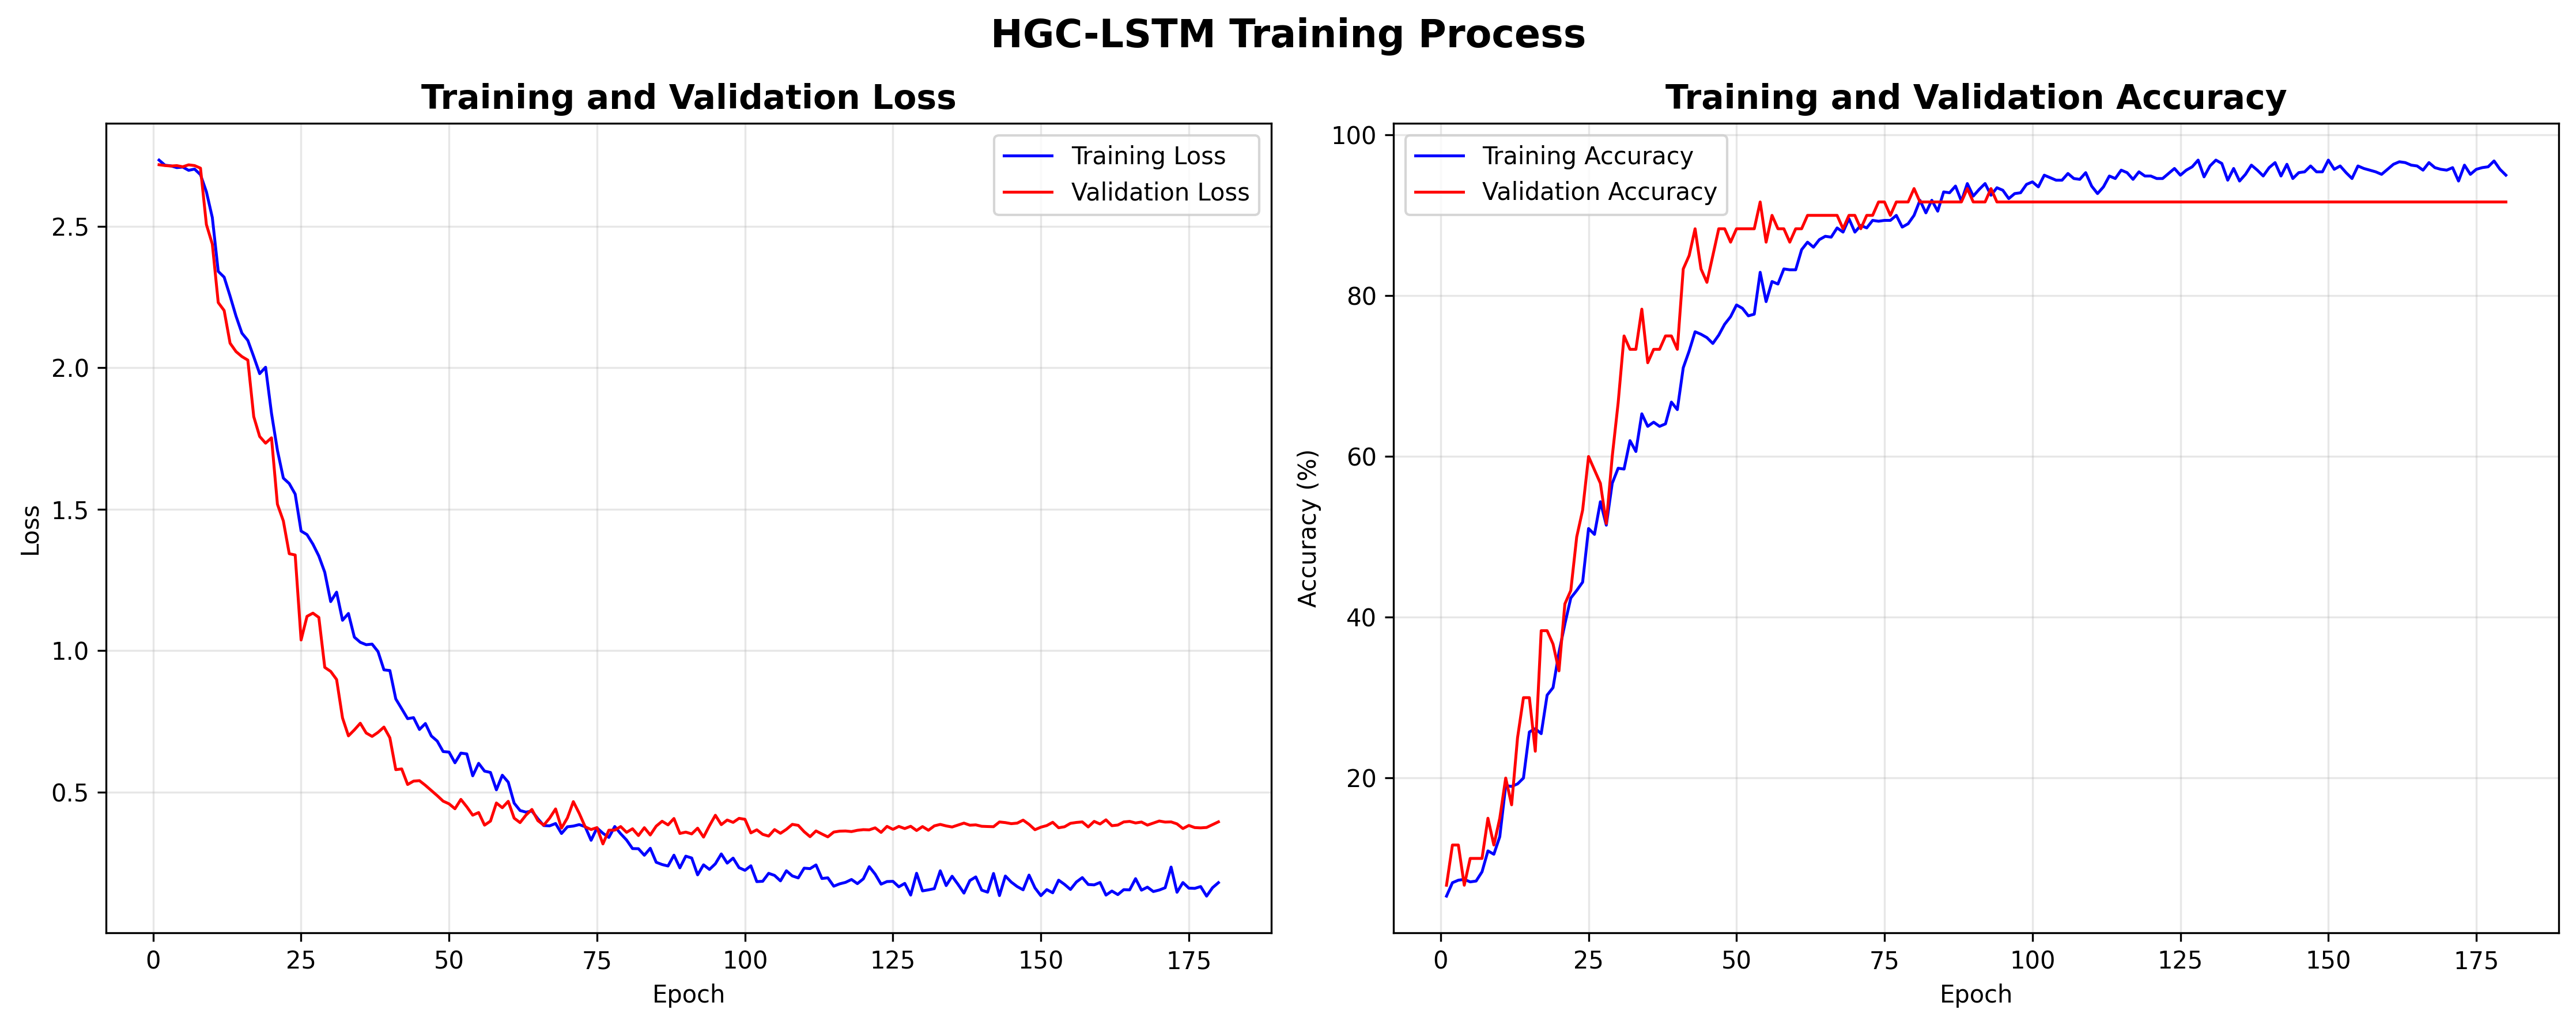 HGC-LSTM Training Process
Training and Validation Loss
Training Loss
Validation Loss
2.5
2.0
1.5
1.0
0.5
Loss
0 25 50 75 100 125 150 175
Epoch
Training and Validation Accuracy
Training Accuracy
Validation Accuracy
100
80
60
40
20
Accuracy (%)
0 25 50 75 100 125 150 175
Epoch